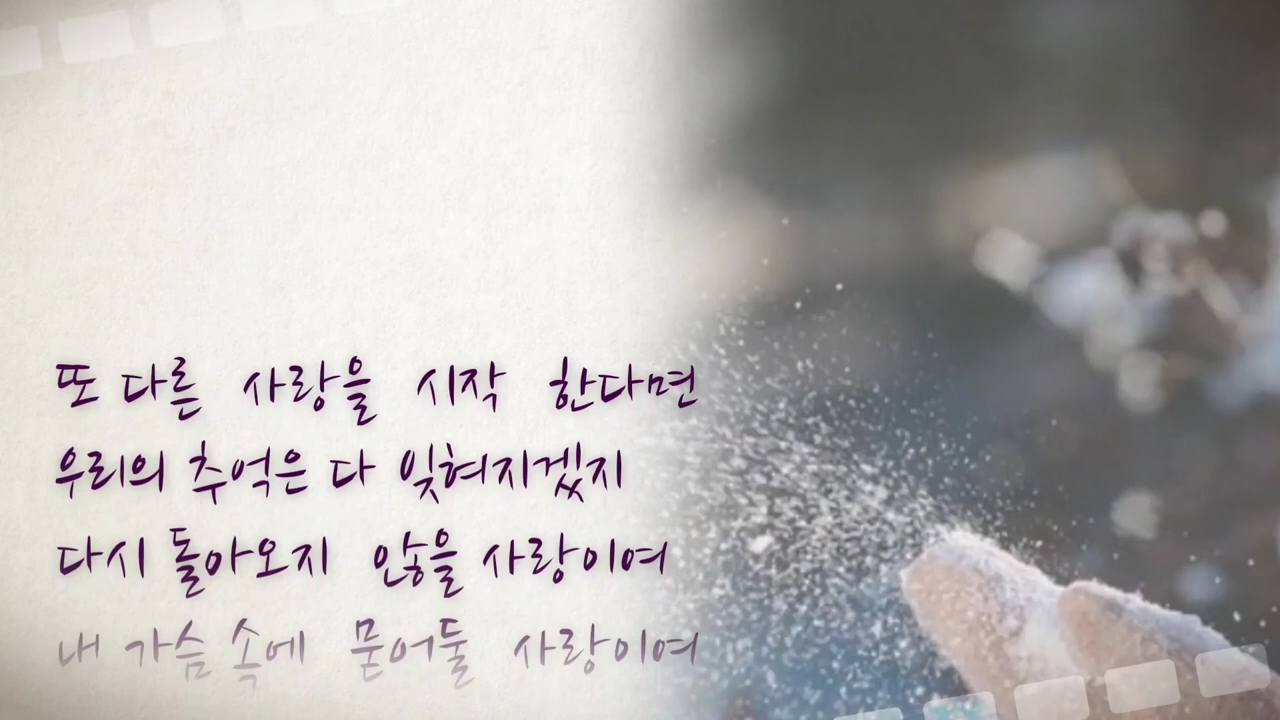 또 다른 사랑을 시작 한다면
우리의 추억은 다 잊혀지겠지
다시 돌아오지 않을 사랑이여
내 가슴 속에 묻어둘 사랑이여